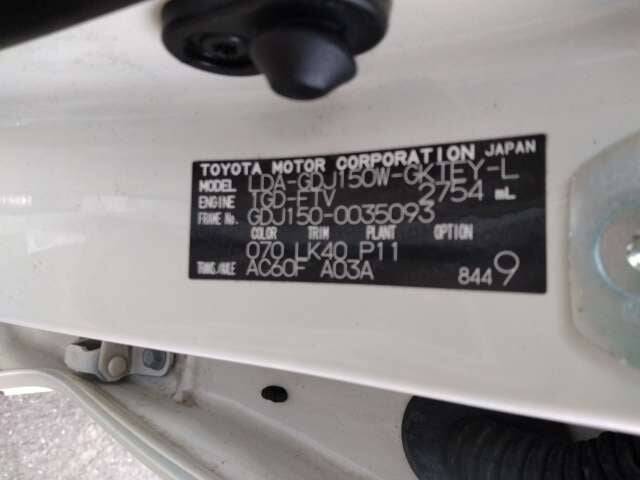 TOYOTA MOTOR CORPORATION JAPAN
MODEL LDA-GDJ150W-GKTEY-L
ENGINE 1GD-FTV 2754 mL
FRAME No. GDJ150-0035093
COLOR TRIM PLANT OPTION
070 LK40 P11
TRANS/AXLE AC60F A03A 8449